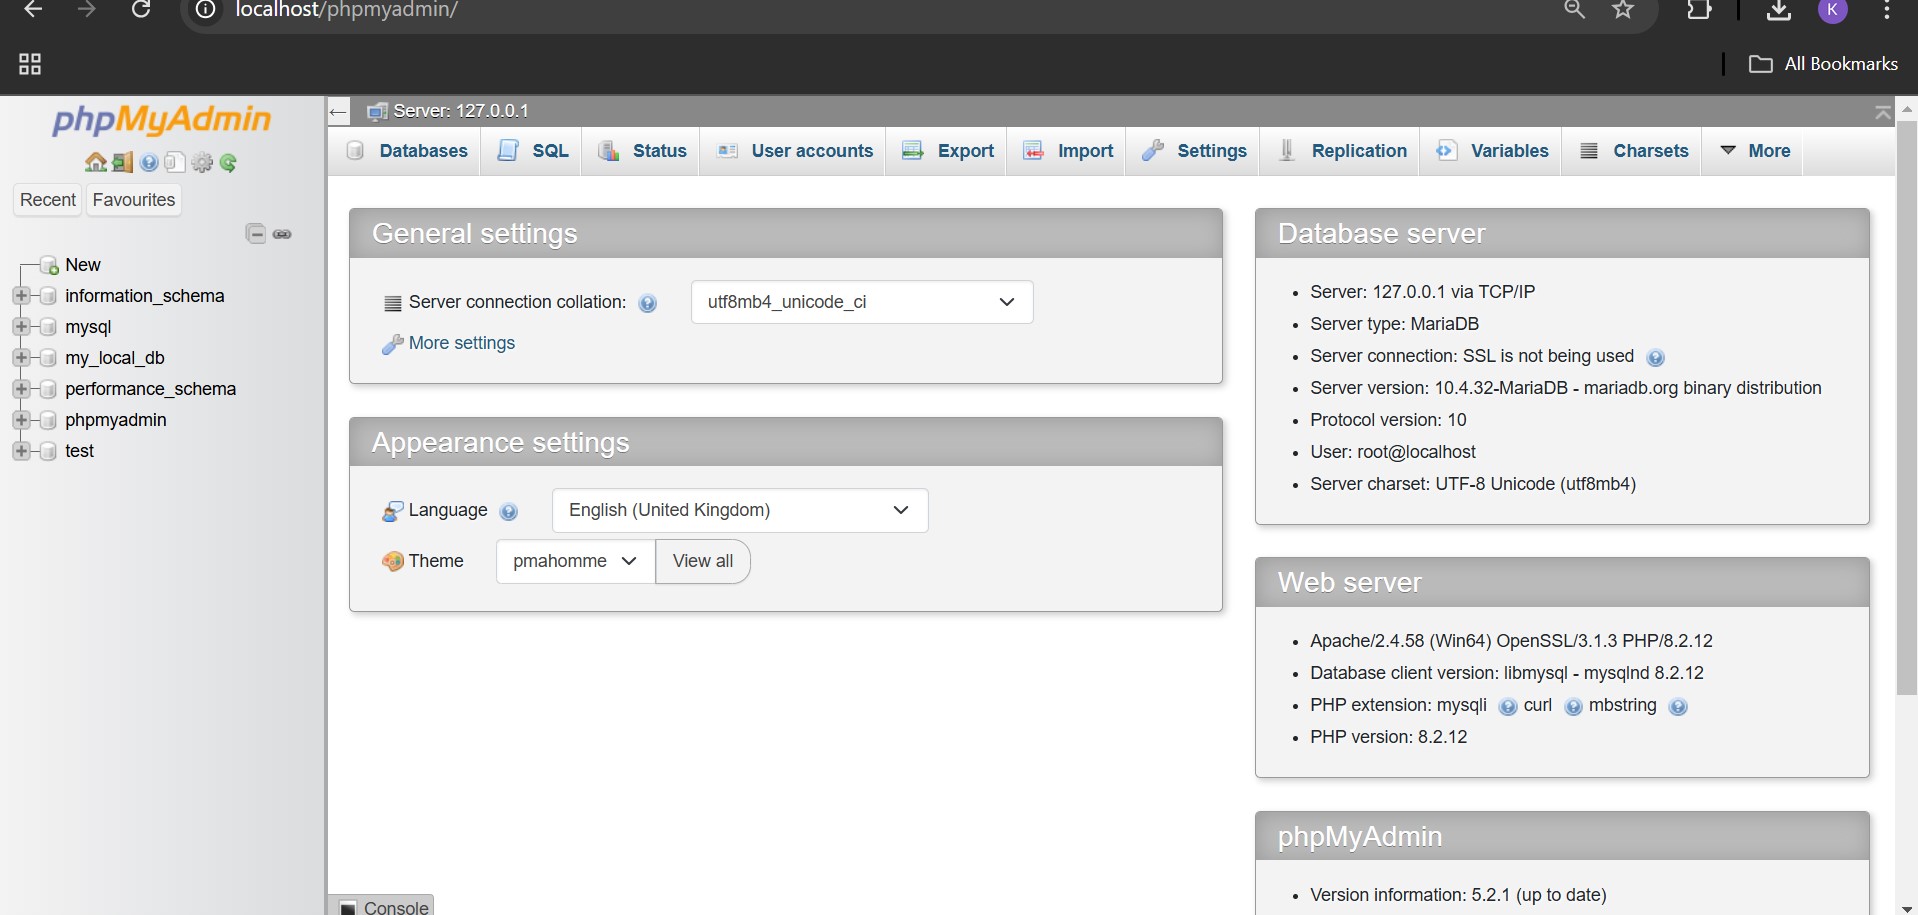 localhost/phpmyadmin/
K
All Bookmarks
phpMyAdmin
Recent Favourites
New
information_schema
mysql
my_local_db
performance_schema
phpmyadmin
test
Server: 127.0.0.1
Databases SQL Status User accounts Export Import Settings Replication Variables Charsets More
General settings
Server connection collation: utf8mb4_unicode_ci
More settings
Appearance settings
Language English (United Kingdom)
Theme pmahomme View all
Database server
Server: 127.0.0.1 via TCP/IP
Server type: MariaDB
Server connection: SSL is not being used
Server version: 10.4.32-MariaDB - mariadb.org binary distribution
Protocol version: 10
User: root@localhost
Server charset: UTF-8 Unicode (utf8mb4)
Web server
Apache/2.4.58 (Win64) OpenSSL/3.1.3 PHP/8.2.12
Database client version: libmysql - mysqlnd 8.2.12
PHP extension: mysqli curl mbstring
PHP version: 8.2.12
phpMyAdmin
Version information: 5.2.1 (up to date)
Console